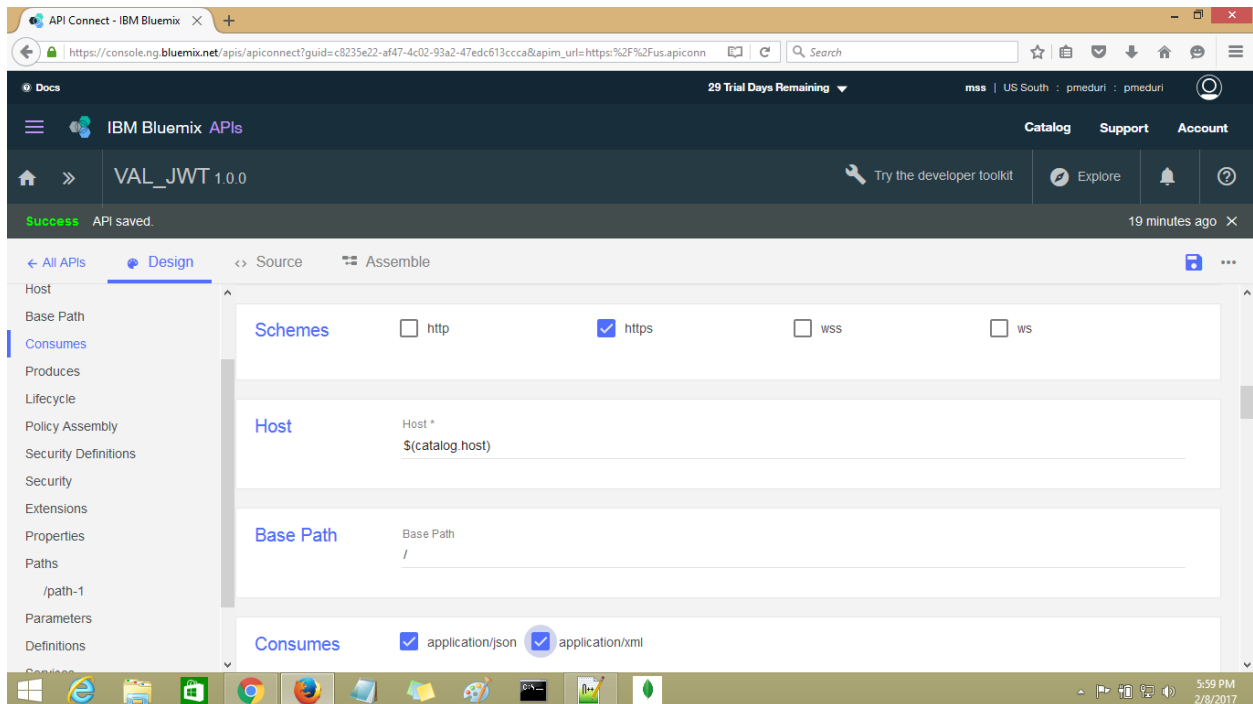 API Connect - IBM Bluemix
https://console.ng.bluemix.net/apis/apiconnect?guid=c8235e22-af47-4c02-93a2-47edc613ccca&apim_url=https:%2F%2Fus.apiconn
Search
Docs
29 Trial Days Remaining
mss | US South : pmeduri : pmeduri
IBM Bluemix APIs
Catalog Support Account
VAL_JWT 1.0.0
Try the developer toolkit
Explore
Success API saved.
19 minutes ago
← All APIs
Design
Source
Assemble
Host
Base Path
Consumes
Produces
Lifecycle
Policy Assembly
Security Definitions
Security
Extensions
Properties
Paths
/path-1
Parameters
Definitions
Schemes
http
https
wss
ws
Host
Host *
$(catalog.host)
Base Path
Base Path
/
Consumes
application/json
application/xml
5:59 PM
2/8/2017